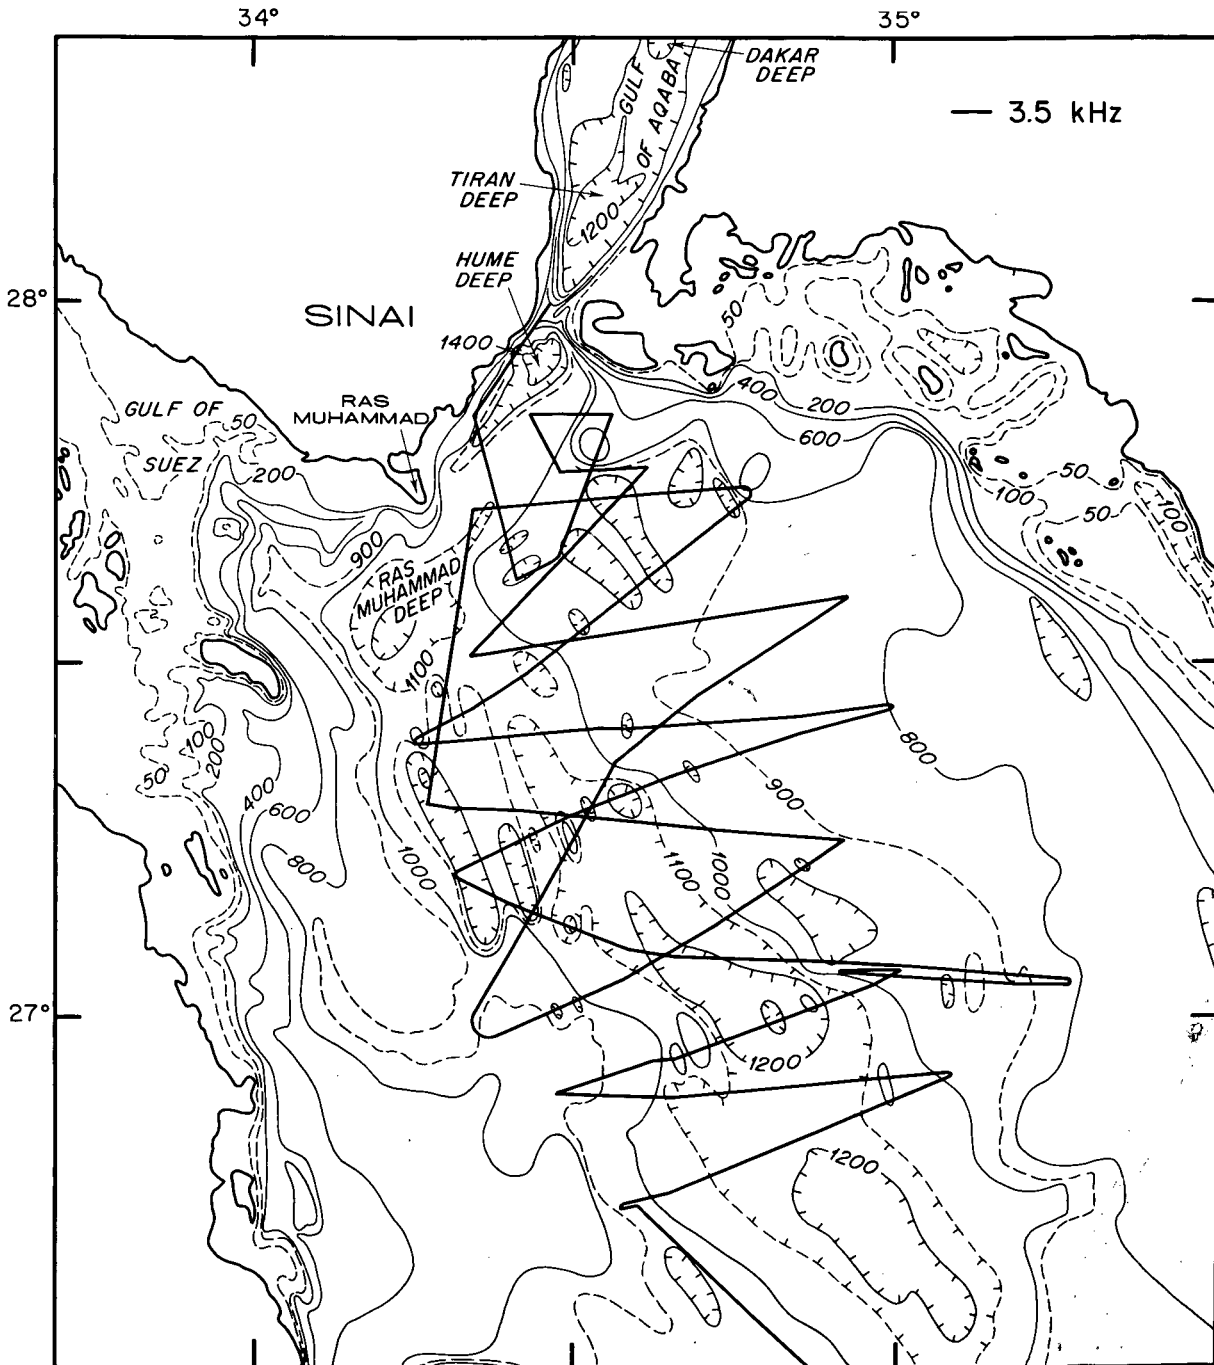 34°
35°
DAKAR
DEEP
GULF
OF AQABA
3.5 kHz
TIRAN
DEEP
1200
HUME
DEEP
28°
SINAI
50
1400
400
200
RAS
MUHAMMAD
GULF OF
50
SUEZ
600
200
50
100
50
100
900
RAS
MUHAMMAD
DEEP
1100
100
200
50
400
600
800
900
800
1000
1100
1000
27°
1200
1200